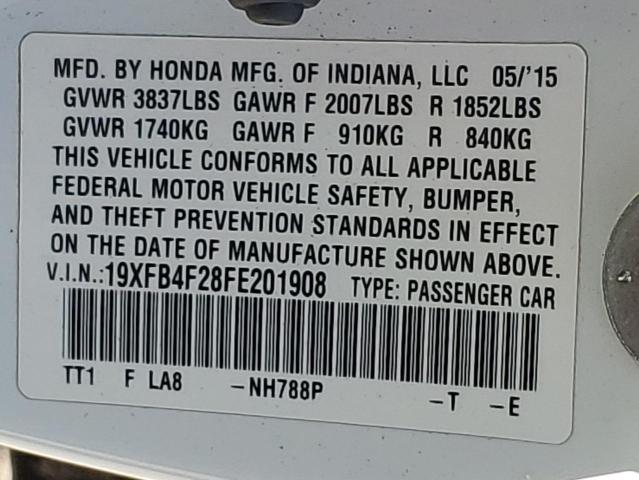 MFD. BY HONDA MFG. OF INDIANA, LLC 05/'15
GVWR 3837LBS GAWR F 2007LBS R 1852LBS
GVWR 1740KG GAWR F 910KG R 840KG
THIS VEHICLE CONFORMS TO ALL APPLICABLE
FEDERAL MOTOR VEHICLE SAFETY, BUMPER,
AND THEFT PREVENTION STANDARDS IN EFFECT
ON THE DATE OF MANUFACTURE SHOWN ABOVE.
V.I.N.:19XFB4F28FE201908 TYPE: PASSENGER CAR
TT1 F LA8 -NH788P -T -E